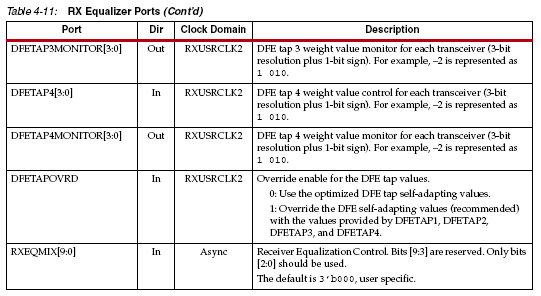 Table 4-11: RX Equalizer Ports (Cont'd)
Port Dir Clock Domain Description
DFETAP3MONITOR[3:0] Out RXUSRCLK2 DFE tap 3 weight value monitor for each transceiver (3-bit
resolution plus 1-bit sign). For example, –2 is represented as
1 010.
DFETAP4[3:0] In RXUSRCLK2 DFE tap 4 weight value control for each transceiver (3-bit
resolution plus 1-bit sign). For example, –2 is represented as
1 010.
DFETAP4MONITOR[3:0] Out RXUSRCLK2 DFE tap 4 weight value monitor for each transceiver (3-bit
resolution plus 1-bit sign). For example, –2 is represented as
1 010.
DFETAPOVRD In RXUSRCLK2 Override enable for the DFE tap values.
0: Use the optimized DFE tap self-adapting values.
1: Override the DFE self-adapting values (recommended)
with the values provided by DFETAP1, DFETAP2,
DFETAP3, and DFETAP4.
RXEQMIX[9:0] In Async Receiver Equalization Control. Bits [9:3] are reserved. Only bits
[2:0] should be used.
The default is 3'b000, user specific.